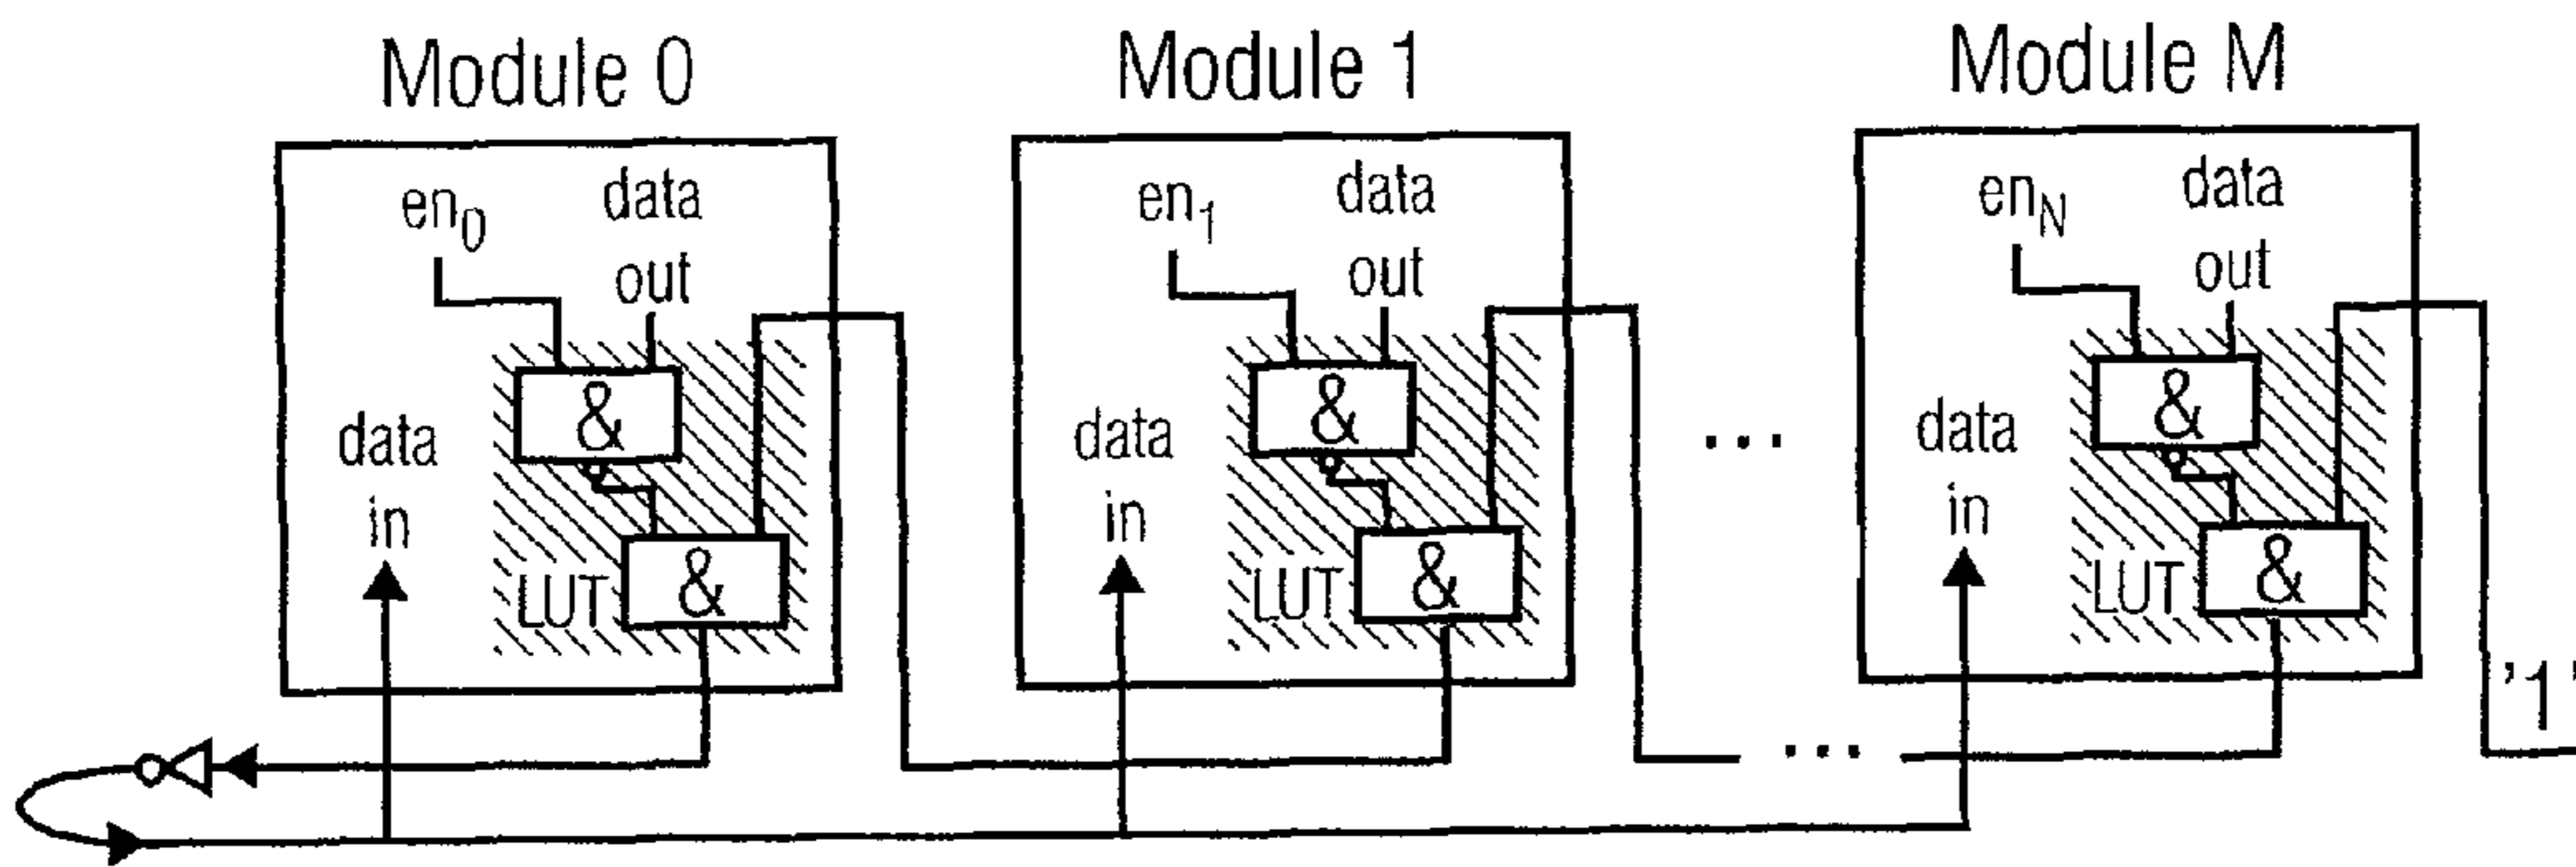 Module 0
en0
data
out
data
in
&
&
LUT
Module 1
en1
data
out
data
in
&
&
LUT
...
...
Module M
enN
data
out
data
in
&
&
LUT
'1'